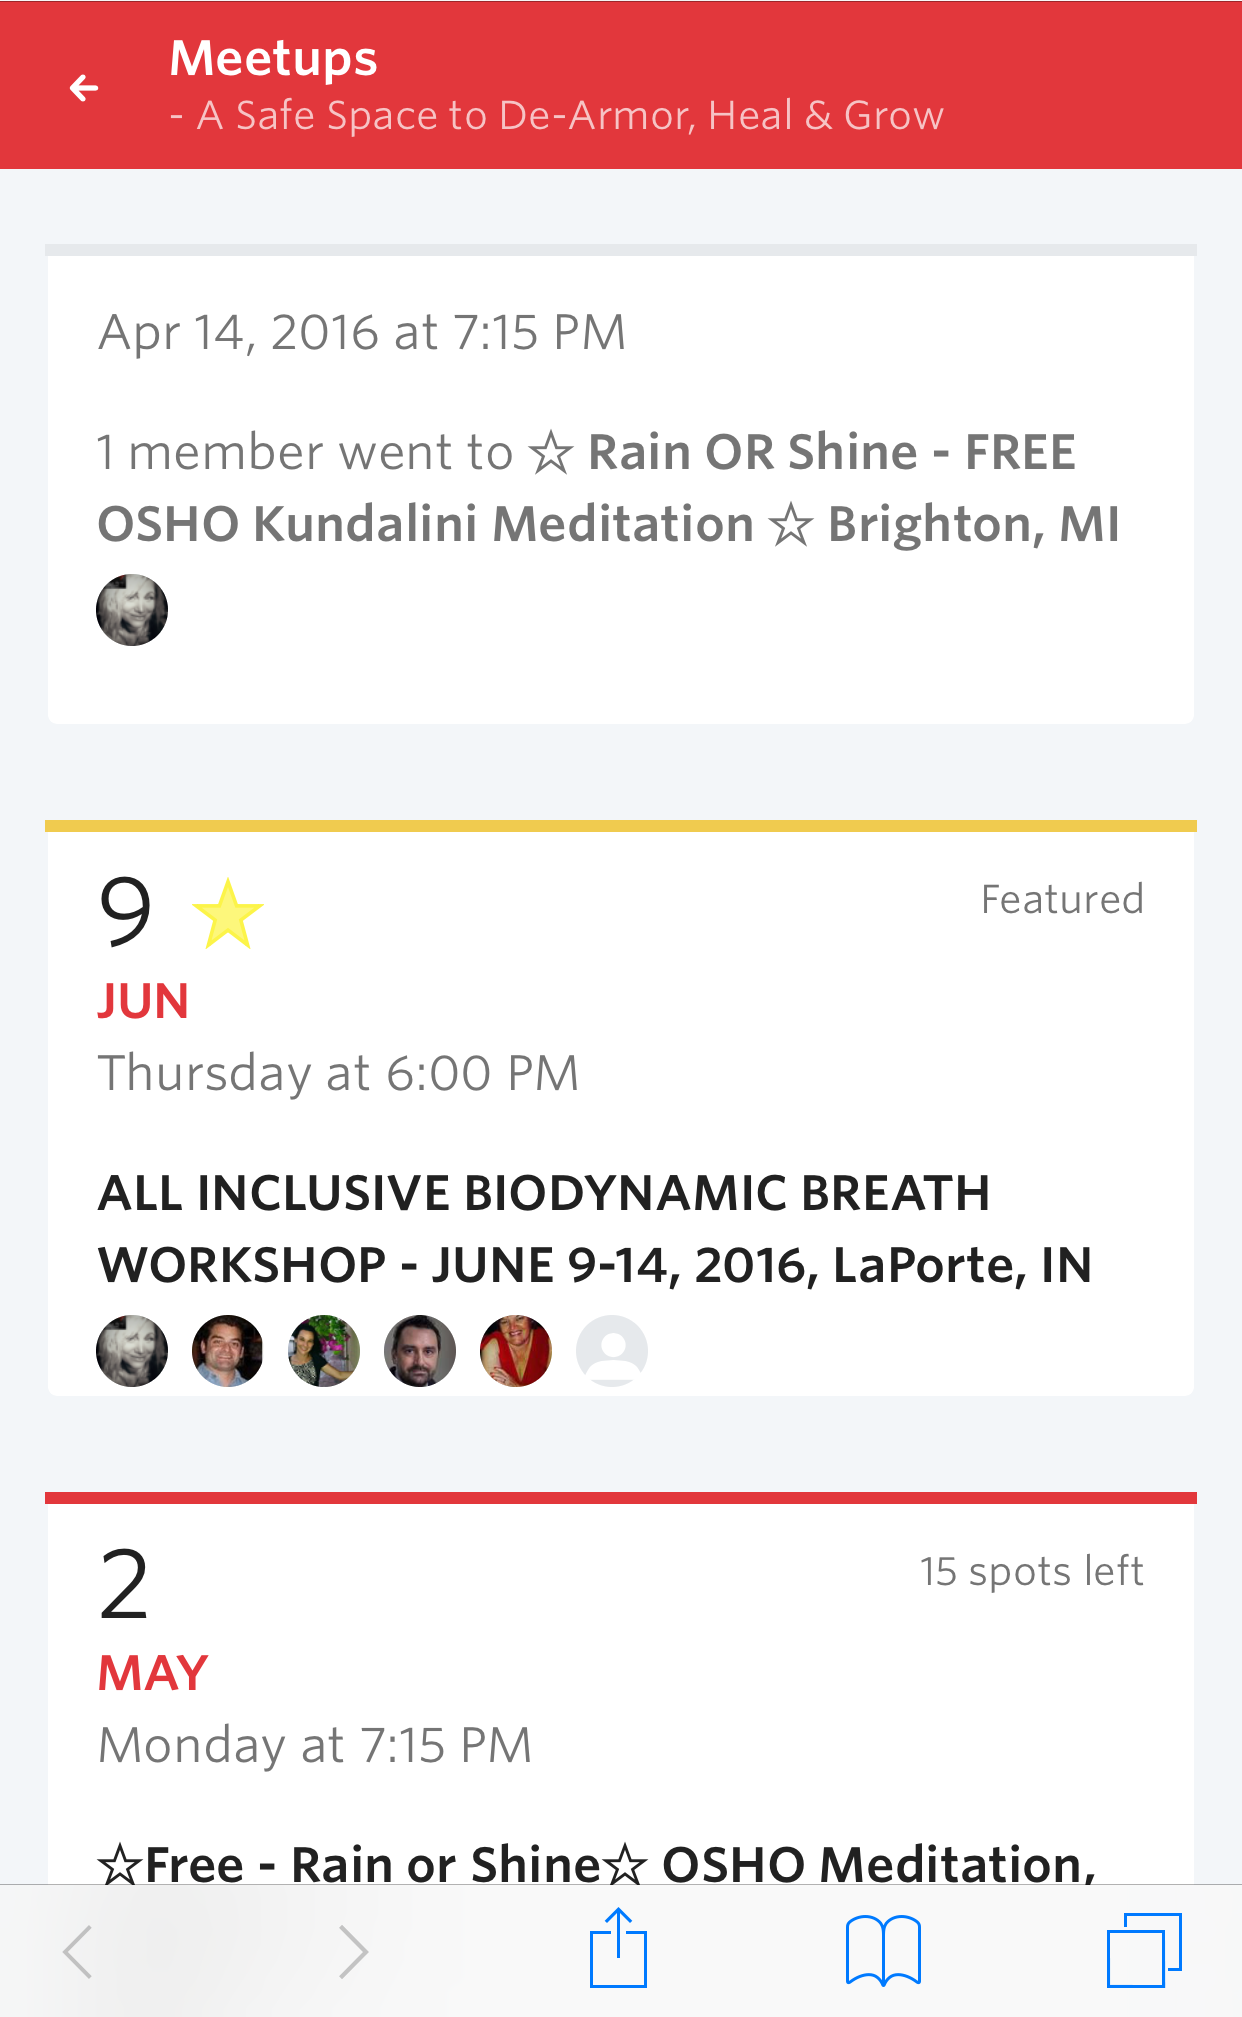 Meetups
- A Safe Space to De-Armor, Heal & Grow
Apr 14, 2016 at 7:15 PM
1 member went to ☆ Rain OR Shine - FREE
OSHO Kundalini Meditation ☆ Brighton, MI
9
Featured
JUN
Thursday at 6:00 PM
ALL INCLUSIVE BIODYNAMIC BREATH
WORKSHOP - JUNE 9-14, 2016, LaPorte, IN
2
15 spots left
MAY
Monday at 7:15 PM
☆Free - Rain or Shine☆ OSHO Meditation,